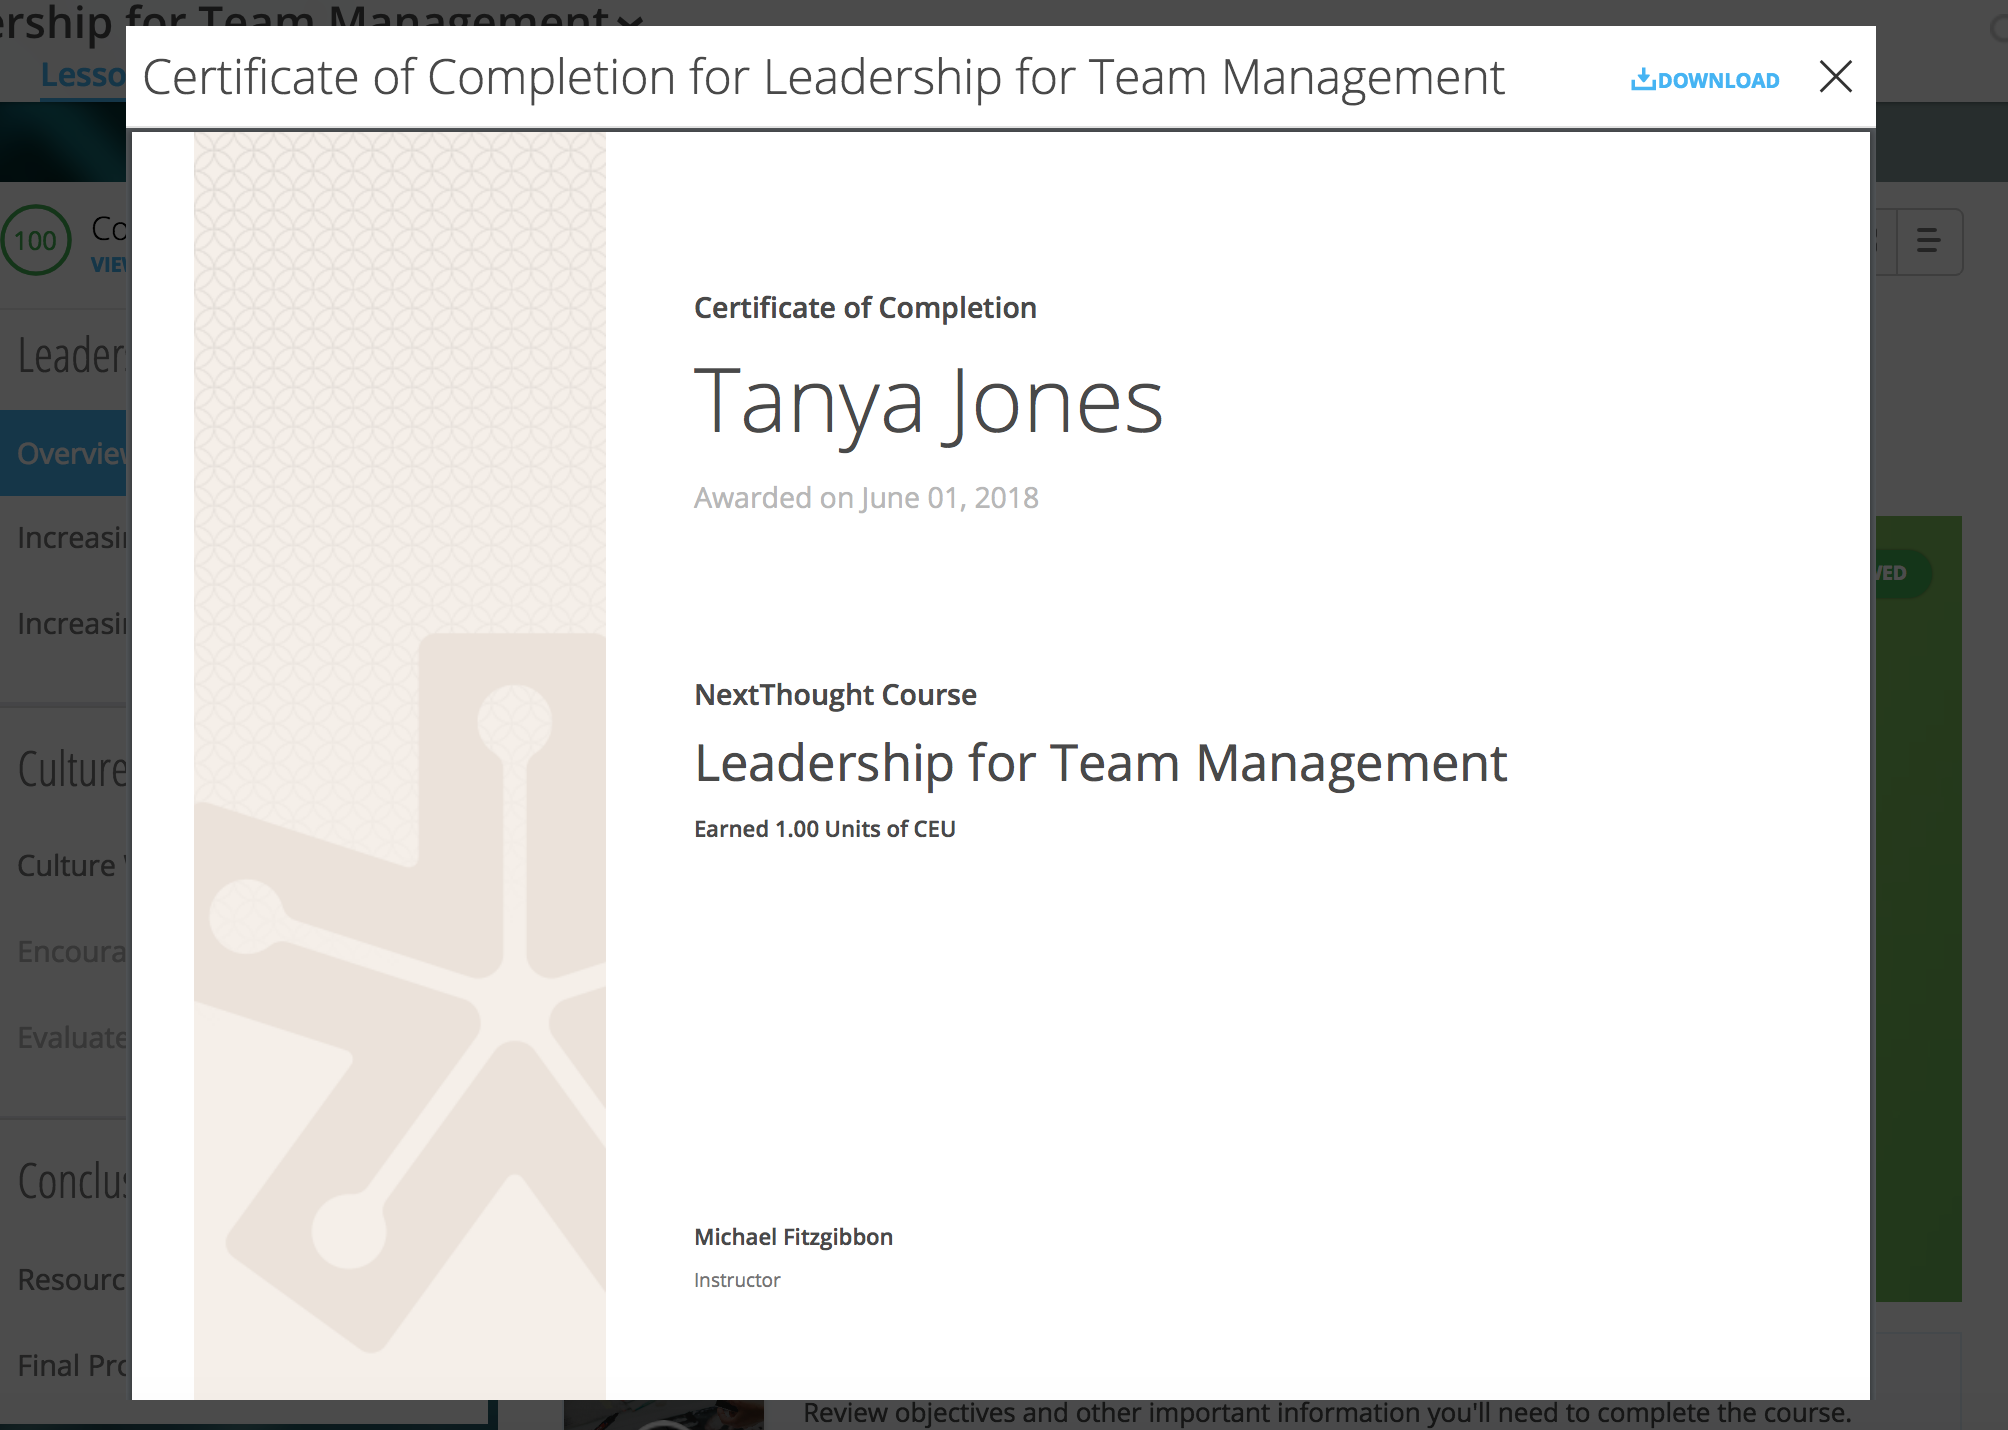 ership for Team Management
Lesso
Certificate of Completion for Leadership for Team Management
DOWNLOAD
100
Co
VIE
Leader
Overvie
Increasi
Increasi
Culture
Culture
Encoura
Evaluate
Conclus
Resourc
Final Pro
Certificate of Completion
Tanya Jones
Awarded on June 01, 2018
NextThought Course
Leadership for Team Management
Earned 1.00 Units of CEU
Michael Fitzgibbon
Instructor
WED
Review objectives and other important information you'll need to complete the course.